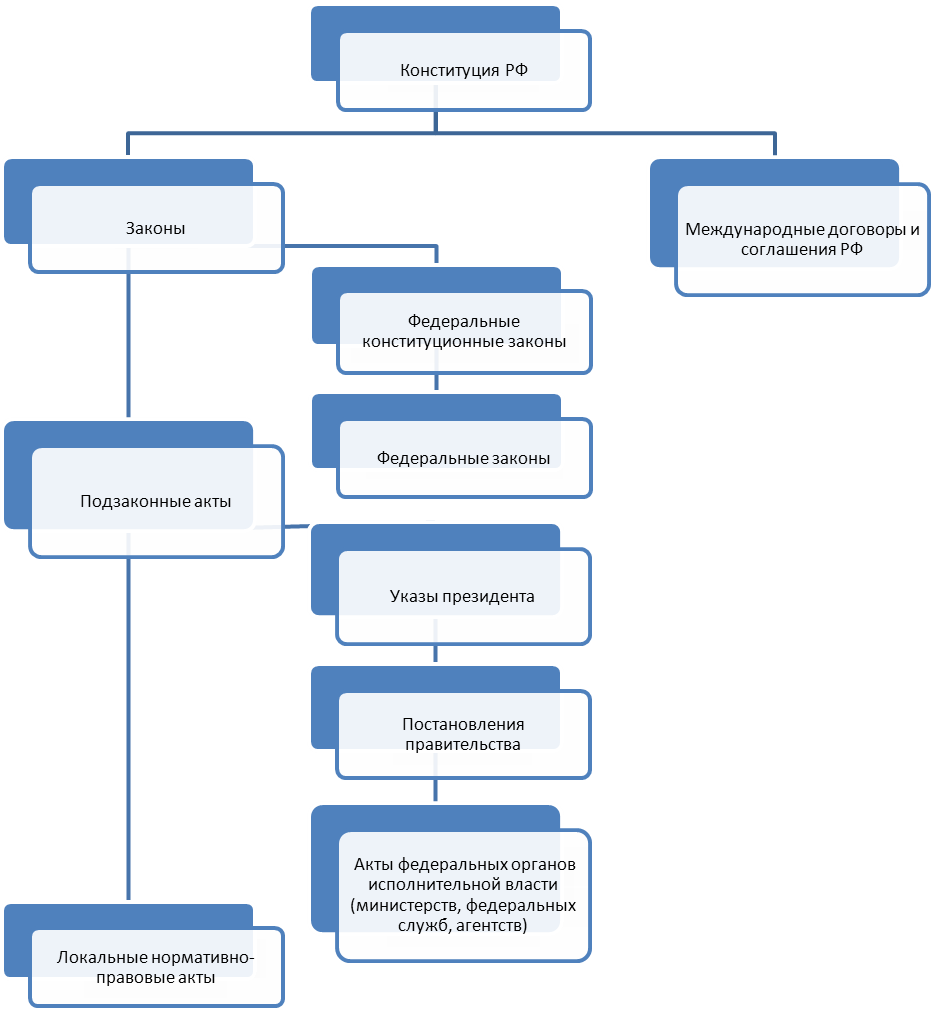 Конституция РФ
Законы
Международные договоры и
соглашения РФ
Федеральные
конституционные законы
Федеральные законы
Подзаконные акты
Указы президента
Постановления
правительства
Акты федеральных органов
исполнительной власти
(министерств, федеральных
служб, агентств)
Локальные нормативно-
правовые акты